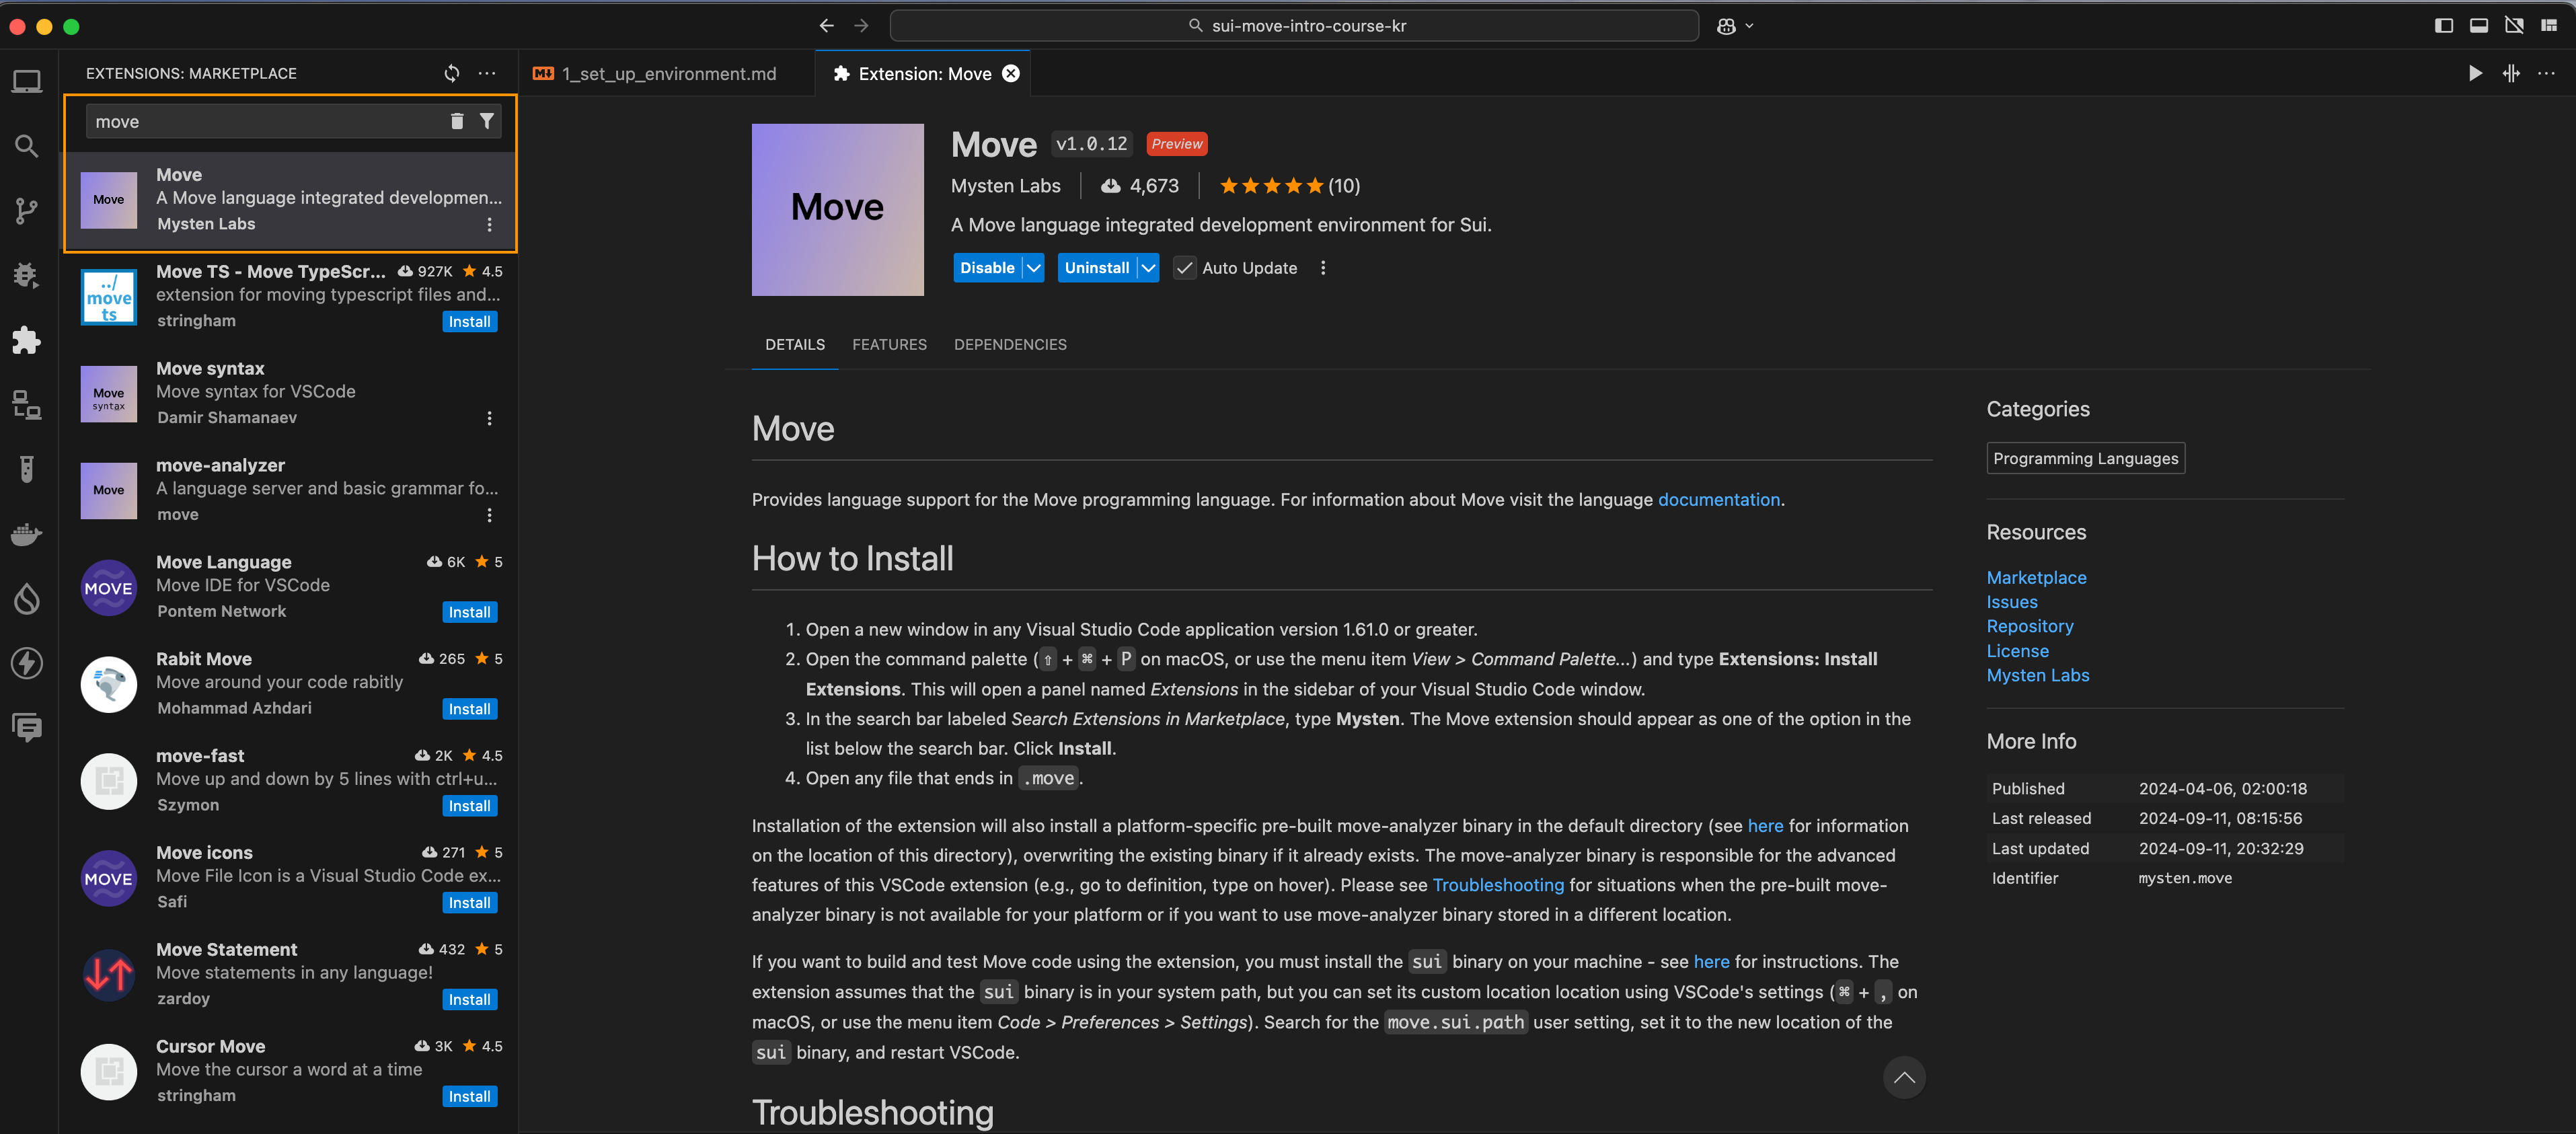 sui-move-intro-course-kr
EXTENSIONS: MARKETPLACE
move
Move
Move
A Move language integrated developmen...
Mysten Labs
../
move
ts
Move TS - Move TypeScr... 927K 4.5
extension for moving typescript files and...
stringham
Install
Move
syntax
Move syntax
Move syntax for VSCode
Damir Shamanaev
Move
move-analyzer
A language server and basic grammar fo...
move
MOVE
Move Language 6K 5
Move IDE for VSCode
Pontem Network
Install
Rabit Move 265 5
Move around your code rabitly
Mohammad Azhdari
Install
move-fast 2K 4.5
Move up and down by 5 lines with ctrl+u...
Szymon
Install
MOVE
Move icons 271 5
Move File Icon is a Visual Studio Code ex...
Safi
Install
Move Statement 432 5
Move statements in any language!
zardoy
Install
Cursor Move 3K 4.5
Move the cursor a word at a time
stringham
Install
1_set_up_environment.md
Extension: Move
Move
Move v1.0.12 Preview
Mysten Labs 4,673 (10)
A Move language integrated development environment for Sui.
Disable Uninstall Auto Update
DETAILS FEATURES DEPENDENCIES
Move
Provides language support for the Move programming language. For information about Move visit the language documentation.
How to Install
1. Open a new window in any Visual Studio Code application version 1.61.0 or greater.
2. Open the command palette (⇧ + ⌘ + P on macOS, or use the menu item View > Command Palette...) and type Extensions: Install
Extensions. This will open a panel named Extensions in the sidebar of your Visual Studio Code window.
3. In the search bar labeled Search Extensions in Marketplace, type Mysten. The Move extension should appear as one of the option in the
list below the search bar. Click Install.
4. Open any file that ends in .move.
Installation of the extension will also install a platform-specific pre-built move-analyzer binary in the default directory (see here for information
on the location of this directory), overwriting the existing binary if it already exists. The move-analyzer binary is responsible for the advanced
features of this VSCode extension (e.g., go to definition, type on hover). Please see Troubleshooting for situations when the pre-built move-
analyzer binary is not available for your platform or if you want to use move-analyzer binary stored in a different location.
If you want to build and test Move code using the extension, you must install the sui binary on your machine - see here for instructions. The
extension assumes that the sui binary is in your system path, but you can set its custom location location using VSCode's settings (⌘ + , on
macOS, or use the menu item Code > Preferences > Settings). Search for the move.sui.path user setting, set it to the new location of the
sui binary, and restart VSCode.
Troubleshooting
Categories
Programming Languages
Resources
Marketplace
Issues
Repository
License
Mysten Labs
More Info
Published 2024-04-06, 02:00:18
Last released 2024-09-11, 08:15:56
Last updated 2024-09-11, 20:32:29
Identifier mysten.move